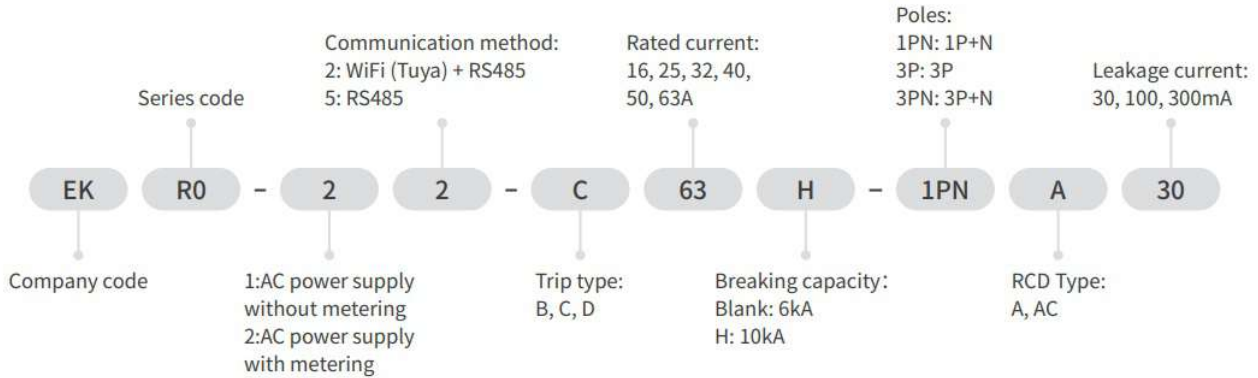 Series code
Communication method:
2: WiFi (Tuya) + RS485
5: RS485
Rated current:
16, 25, 32, 40,
50, 63A
Poles:
1PN: 1P+N
3P: 3P
3PN: 3P+N
Leakage current:
30, 100, 300mA
EK R0 – 2 2 – C 63 H – 1PN A 30
Company code
1:AC power supply
without metering
2:AC power supply
with metering
Trip type:
B, C, D
Breaking capacity：
Blank: 6kA
H: 10kA
RCD Type:
A, AC